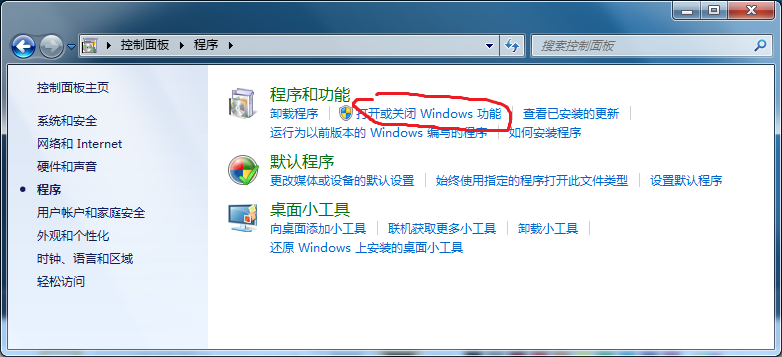 控制面板 程序
搜索控制面板
控制面板主页
系统和安全
网络和 Internet
硬件和声音
程序
用户帐户和家庭安全
外观和个性化
时钟、语言和区域
轻松访问
程序和功能
卸载程序 打开或关闭 Windows 功能 查看已安装的更新
运行为以前版本的 Windows 编写的程序 如何安装程序
默认程序
更改媒体或设备的默认设置 始终使用指定的程序打开此文件类型 设置默认程序
桌面小工具
向桌面添加小工具 联机获取更多小工具 卸载小工具
还原 Windows 上安装的桌面小工具